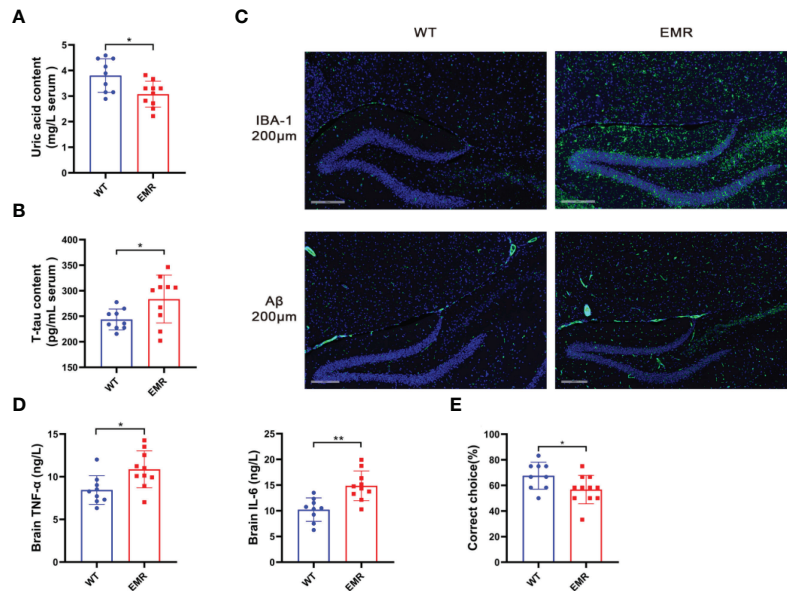 A
Uric acid content
(mg/L serum )
5
4
3
2
1
0
*
WT
EMR
B
T-tau content
(pg/mL serum )
400
350
300
250
200
150
*
WT
EMR
C
WT
EMR
IBA-1
200μm
Aβ
200μm
D
Brain TNF-α (ng/L)
15
10
5
0
*
WT
EMR
Brain IL-6 (ng/L)
25
20
15
10
5
0
**
WT
EMR
E
Correct choice(%)
100
80
60
40
20
0
*
WT
EMR